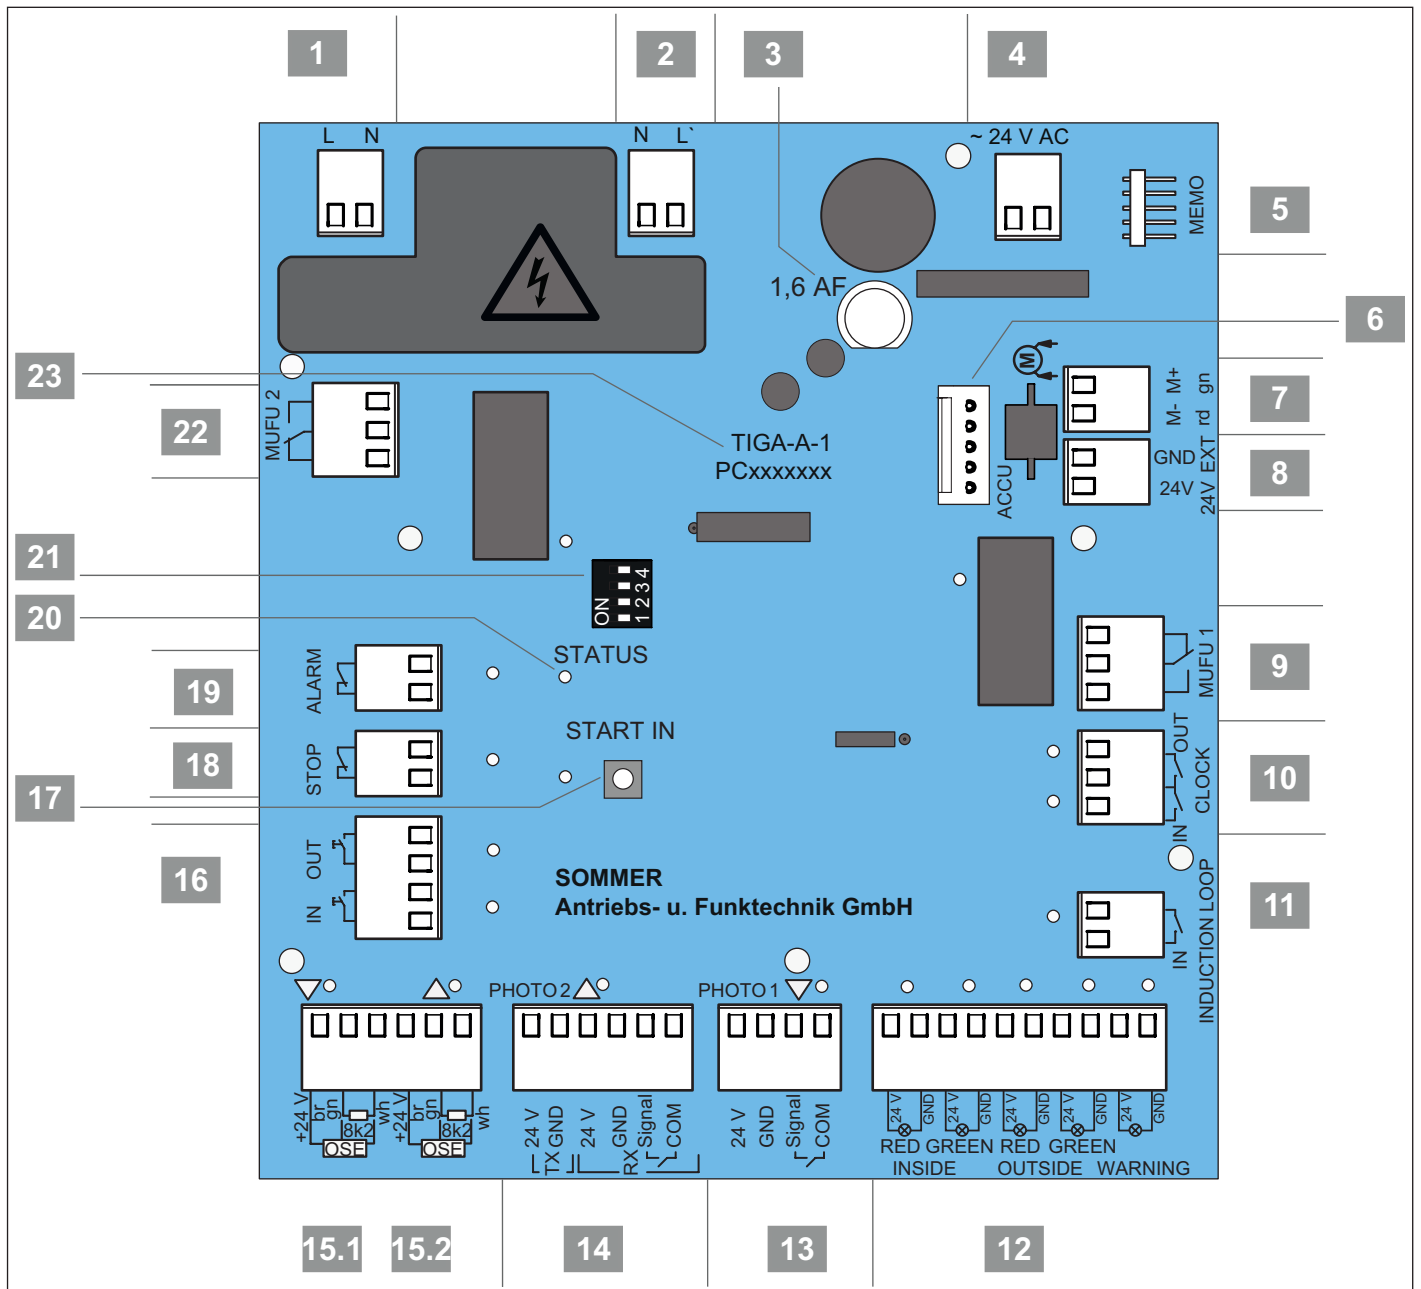 1
2
3
4
L N
N L`
~ 24 V AC
MEMO
5
1,6 AF
6
M
M- M+
rd gn
7
23
MUFU 2
22
TIGA-A-1
PCxxxxxxx
ACCU
GND
24V
24V EXT
8
21
ON
1 2 3 4
20
STATUS
ALARM
19
MUFU 1
9
START IN
STOP
18
17
OUT
CLOCK
IN
10
OUT
IN
16
SOMMER
Antriebs- u. Funktechnik GmbH
IN
INDUCTION LOOP
11
PHOTO 2
PHOTO 1
+24 V br gn wh +24 V br gn wh
8k2 8k2
OSE OSE
24 V GND 24 V GND Signal COM
TX RX
24 V GND Signal COM
24 V GND 24 V GND 24 V GND 24 V GND 24 V GND
RED GREEN RED GREEN
INSIDE OUTSIDE WARNING
15.1
15.2
14
13
12